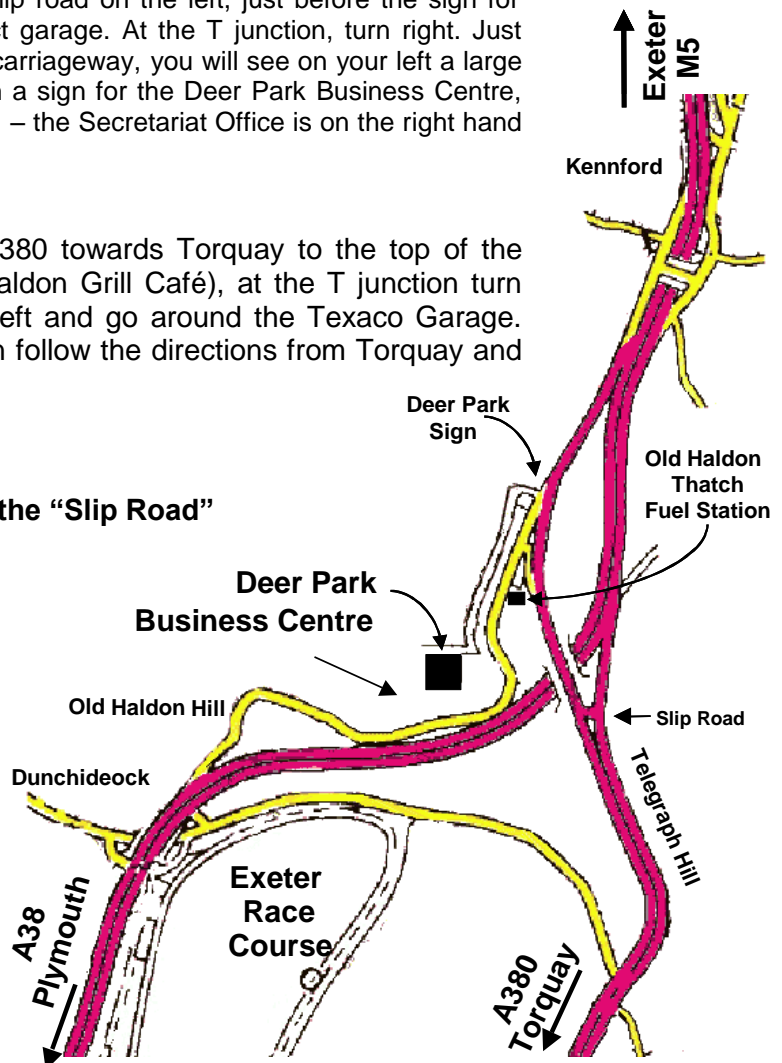 ip road on the left, just before the sign for
ct garage. At the T junction, turn right. Just
carriageway, you will see on your left a large
a sign for the Deer Park Business Centre,
– the Secretariat Office is on the right hand
380 towards Torquay to the top of the
aldon Grill Café), at the T junction turn
eft and go around the Texaco Garage.
follow the directions from Torquay and
the “Slip Road”
Exeter
M5
Kennford
Deer Park
Sign
Old Haldon
Thatch
Fuel Station
Deer Park
Business Centre
Old Haldon Hill
Slip Road
Dunchideock
Telegraph Hill
Exeter
Race
Course
A38
Plymouth
A380
Torquay